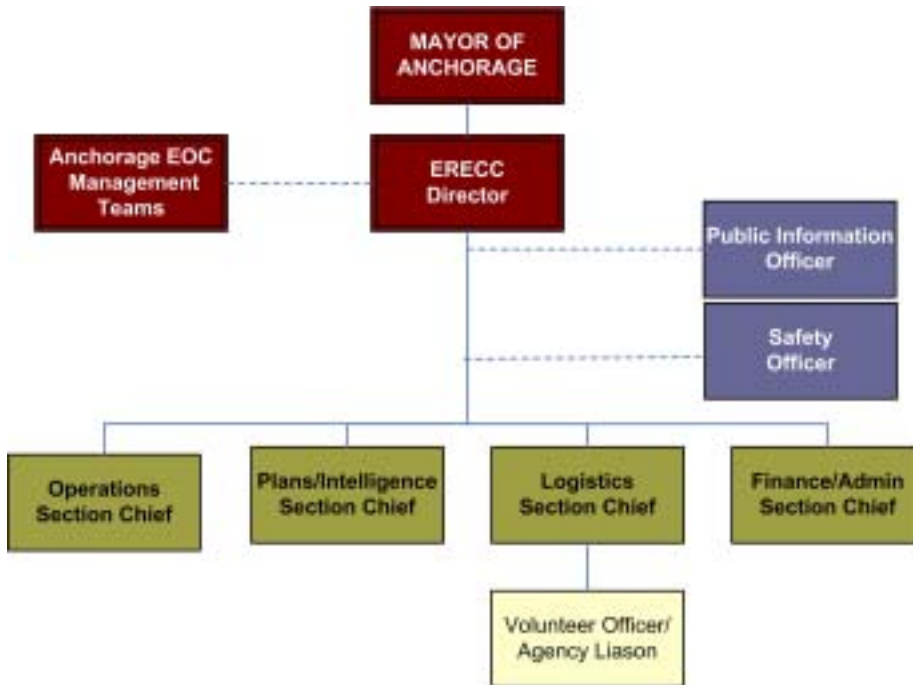 MAYOR OF
ANCHORAGE
Anchorage EOC
Management
Teams
ERECC
Director
Public Information
Officer
Safety
Officer
Operations
Section Chief
Plans/Intelligence
Section Chief
Logistics
Section Chief
Finance/Admin
Section Chief
Volunteer Officer/
Agency Liason